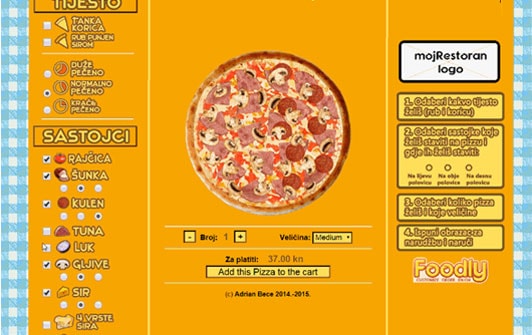 TIJESTO
TANKA
KORICA
RUB PUNJEN
SIROM
DUŽE
PEČENO
NORMALNO
PEČENO
KRAĆE
PEČENO
SASTOJCI
RAJČICA
ŠUNKA
KULEN
TUNA
LUK
GLJIVE
SIR
4 VRSTE
SIRA
- Broj: 1 + Veličina: Medium
Za platiti: 37.00 kn
Add this Pizza to the cart
(c) Adrian Bece 2014.-2015.
mojRestoran
logo
1. Odaberi kakvo tijesto
želiš (rub i koricu)
2. Odaberi sastojke koje
želiš staviti na pizzu i
gdje ih želiš staviti:
Na lijevu
polovicu
Na obje
polovice
Na desnu
polovicu
3. Odaberi koliko pizza
želiš i koje veličine
4. Ispuni obrazac za
narudžbu i naruči
Foodly